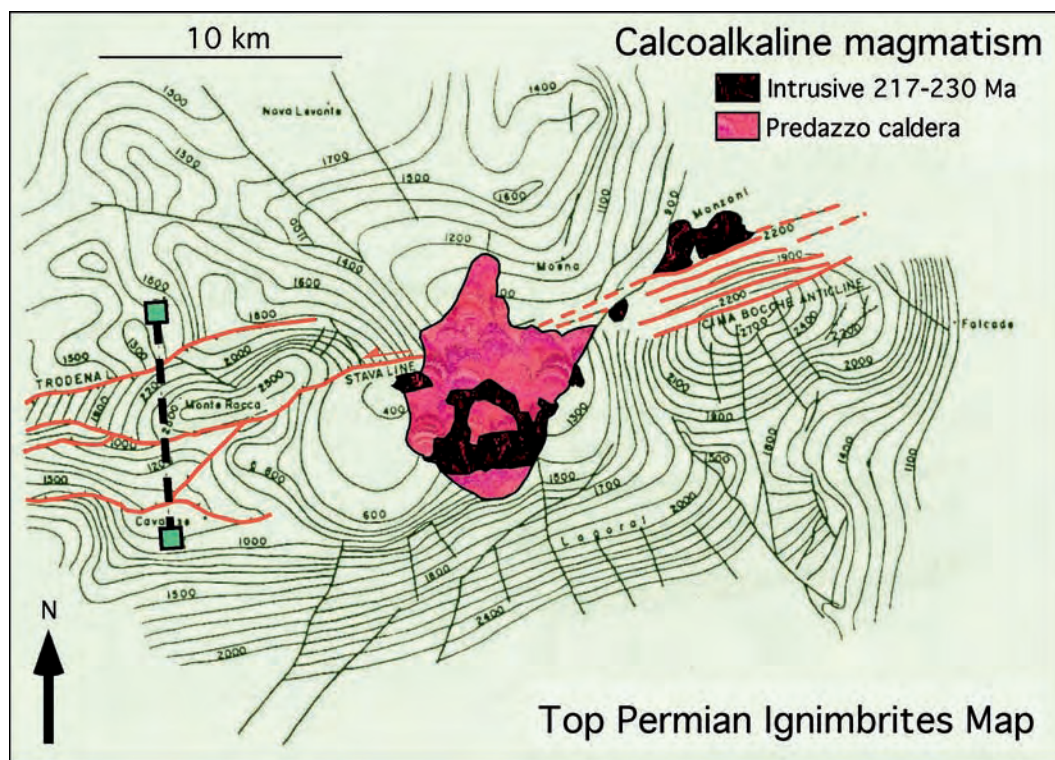 10 km
Calcoalkaline magmatism
Intrusive 217-230 Ma
Predazzo caldera
1500
1400
Nova Levante
1300
1700
1500
1600
1100
900
Monzoni
1100
2200
1200
Moena
1400
1900
1600
CIMA BOCCHE ANTICLINE
2200
2700
2400
2200
Falcade
1800
1300
1500
2000
TRODENA L.
STAVA LINE
2500
Monte Rocca
400
1300
2100
2000
1000
1800
1500
1700
600
1000
Lagorai
2000
1500
1800
2400
2000
1100
N
Top Permian Ignimbrites Map